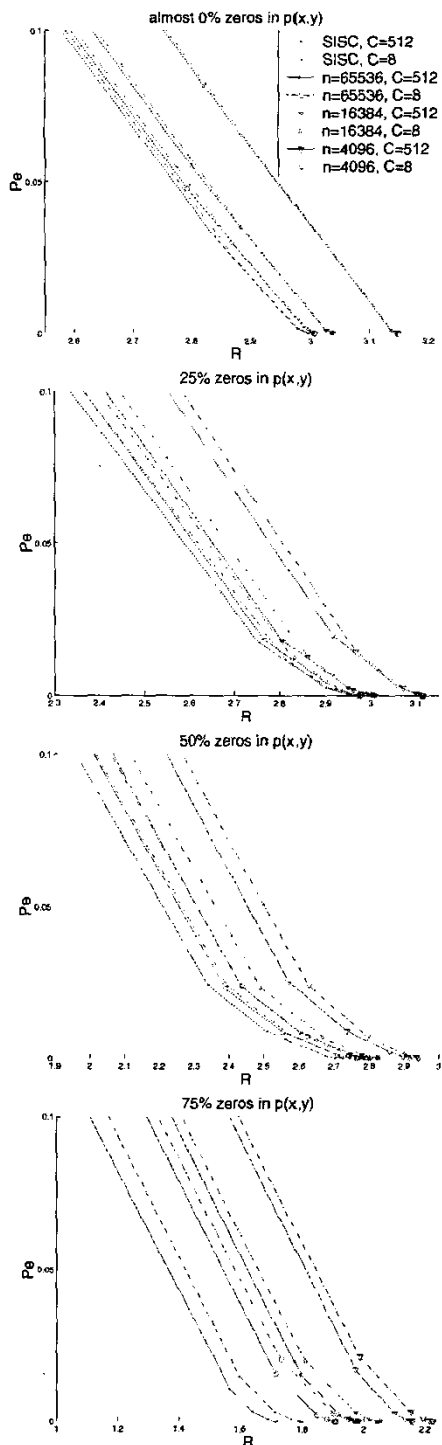 almost 0% zeros in p(x,y)
0.1
SISC, C=512
SISC, C=8
n=65536, C=512
n=65536, C=8
n=16384, C=512
n=16384, C=8
n=4096, C=512
n=4096, C=8
Pe
0.05
0
2.6 2.7 2.8 2.9 3 3.1 3.2
R
25% zeros in p(x,y)
0.1
Pe
0.05
0
2.3 2.4 2.5 2.6 2.7 2.8 2.9 3 3.1
R
50% zeros in p(x,y)
0.1
Pe
0.05
0
1.9 2 2.1 2.2 2.3 2.4 2.5 2.6 2.7 2.8 2.9 3
R
75% zeros in p(x,y)
0.1
Pe
0.05
0
1 1.2 1.4 1.6 1.8 2 2.2
R